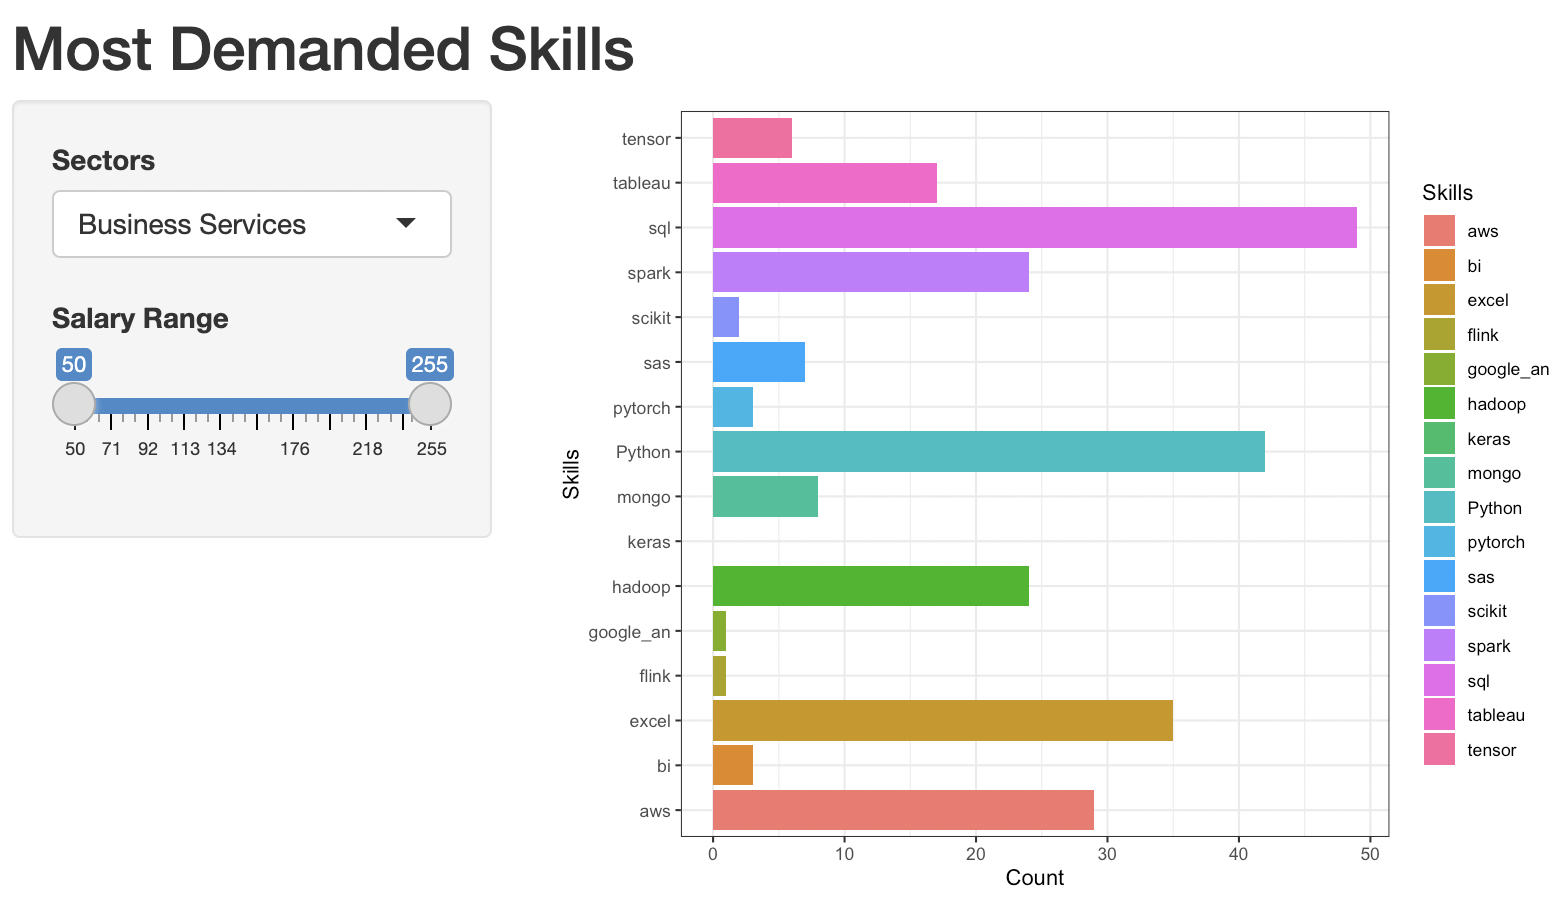 Most Demanded Skills
Sectors
Business Services
Salary Range
50 255
50 71 92 113 134 176 218 255
Skills
tensor
tableau
sql
spark
scikit
sas
pytorch
Python
mongo
keras
hadoop
google_an
flink
excel
bi
aws
0 10 20 30 40 50
Count
Skills
aws
bi
excel
flink
google_an
hadoop
keras
mongo
Python
pytorch
sas
scikit
spark
sql
tableau
tensor